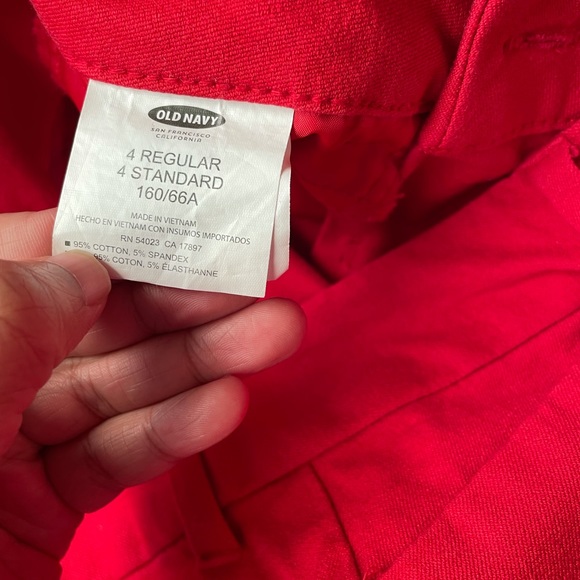 OLD NAVY
SAN FRANCISCO
CALIFORNIA
4 REGULAR
4 STANDARD
160/66A
MADE IN VIETNAM
HECHO EN VIETNAM CON INSUMOS IMPORTADOS
RN 54023 CA 17897
■ 95% COTTON, 5% SPANDEX
95% COTON, 5% ÉLASTHANNE